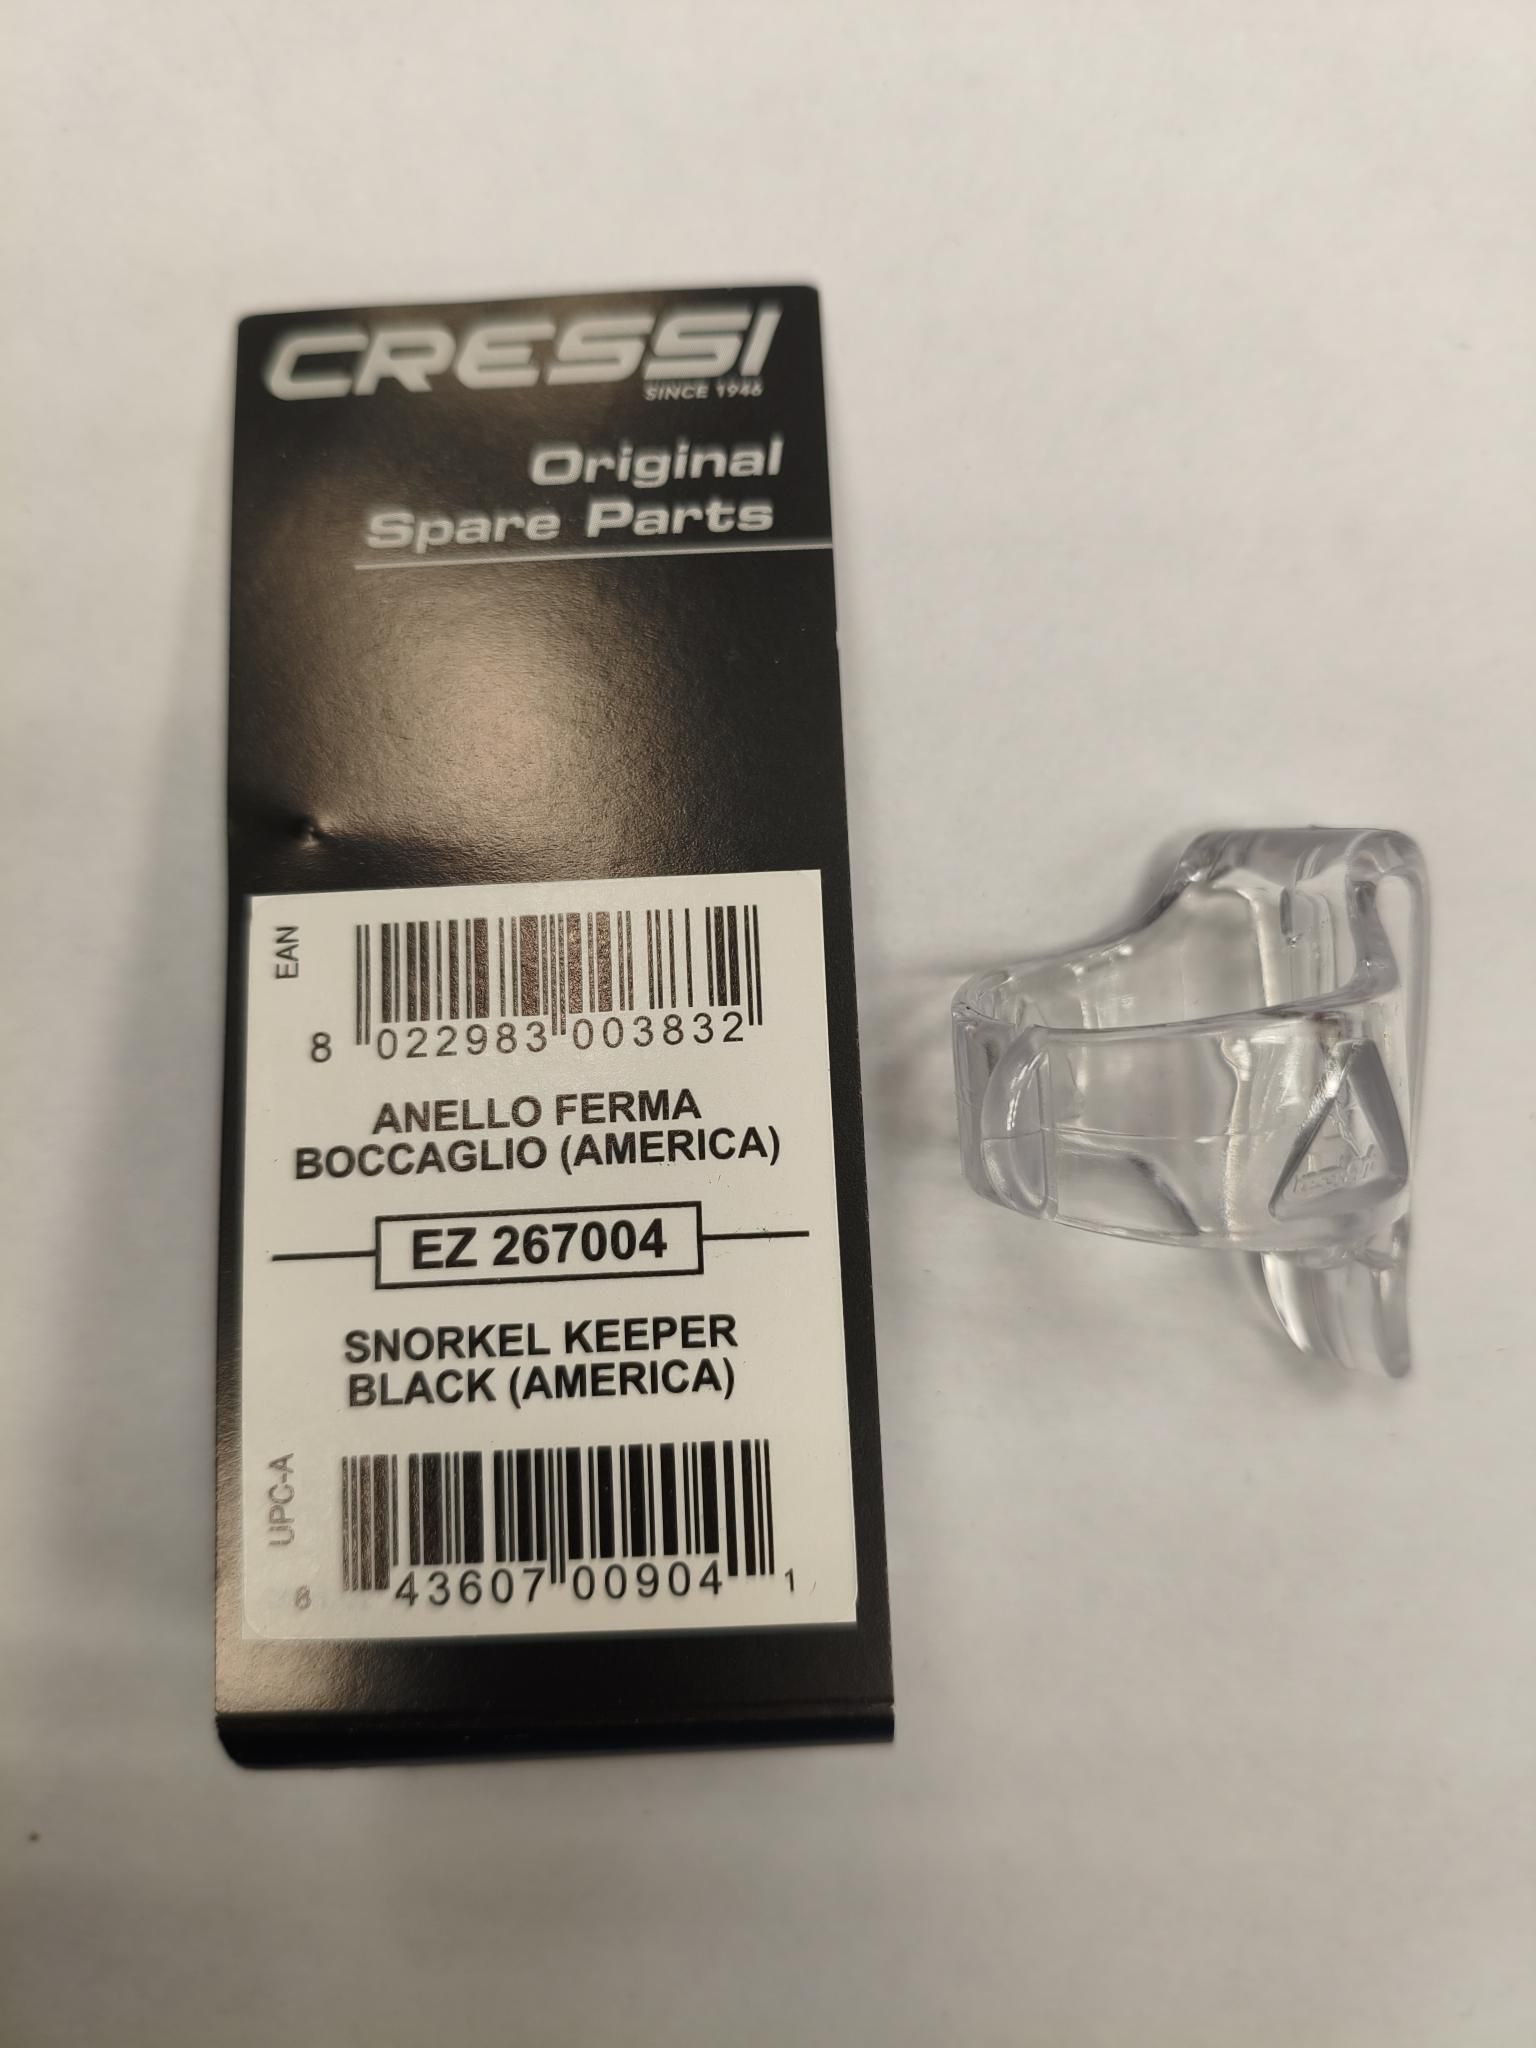 CRESSI
SINCE 1946
Original
Spare Parts
EAN
8 022983 003832
ANELLO FERMA
BOCCAGLIO (AMERICA)
EZ 267004
SNORKEL KEEPER
BLACK (AMERICA)
UPC-A
8 43607 00904 1